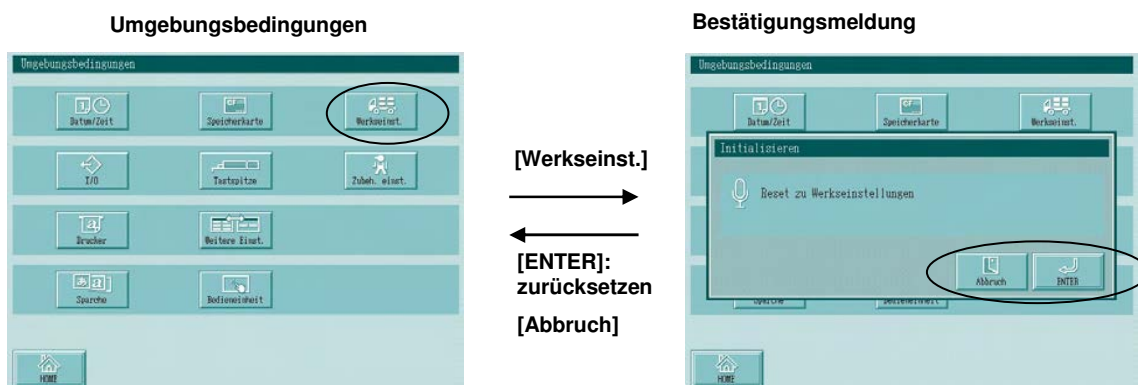 Umgebungsbedingungen
Umgebungsbedingungen
Datum/Zeit
Speicherkarte
Werkseinst.
I/O
Tastspitze
Zubeh. einst.
Drucker
Weitere Einst.
Sparche
Bedieneinheit
HOME
[Werkseinst.]
[ENTER]:
zurücksetzen
[Abbruch]
Bestätigungsmeldung
Umgebungsbedingungen
Datum/Zeit
Speicherkarte
Werkseinst.
Initialisieren
Reset zu Werkseinstellungen
Abbruch
ENTER
HOME